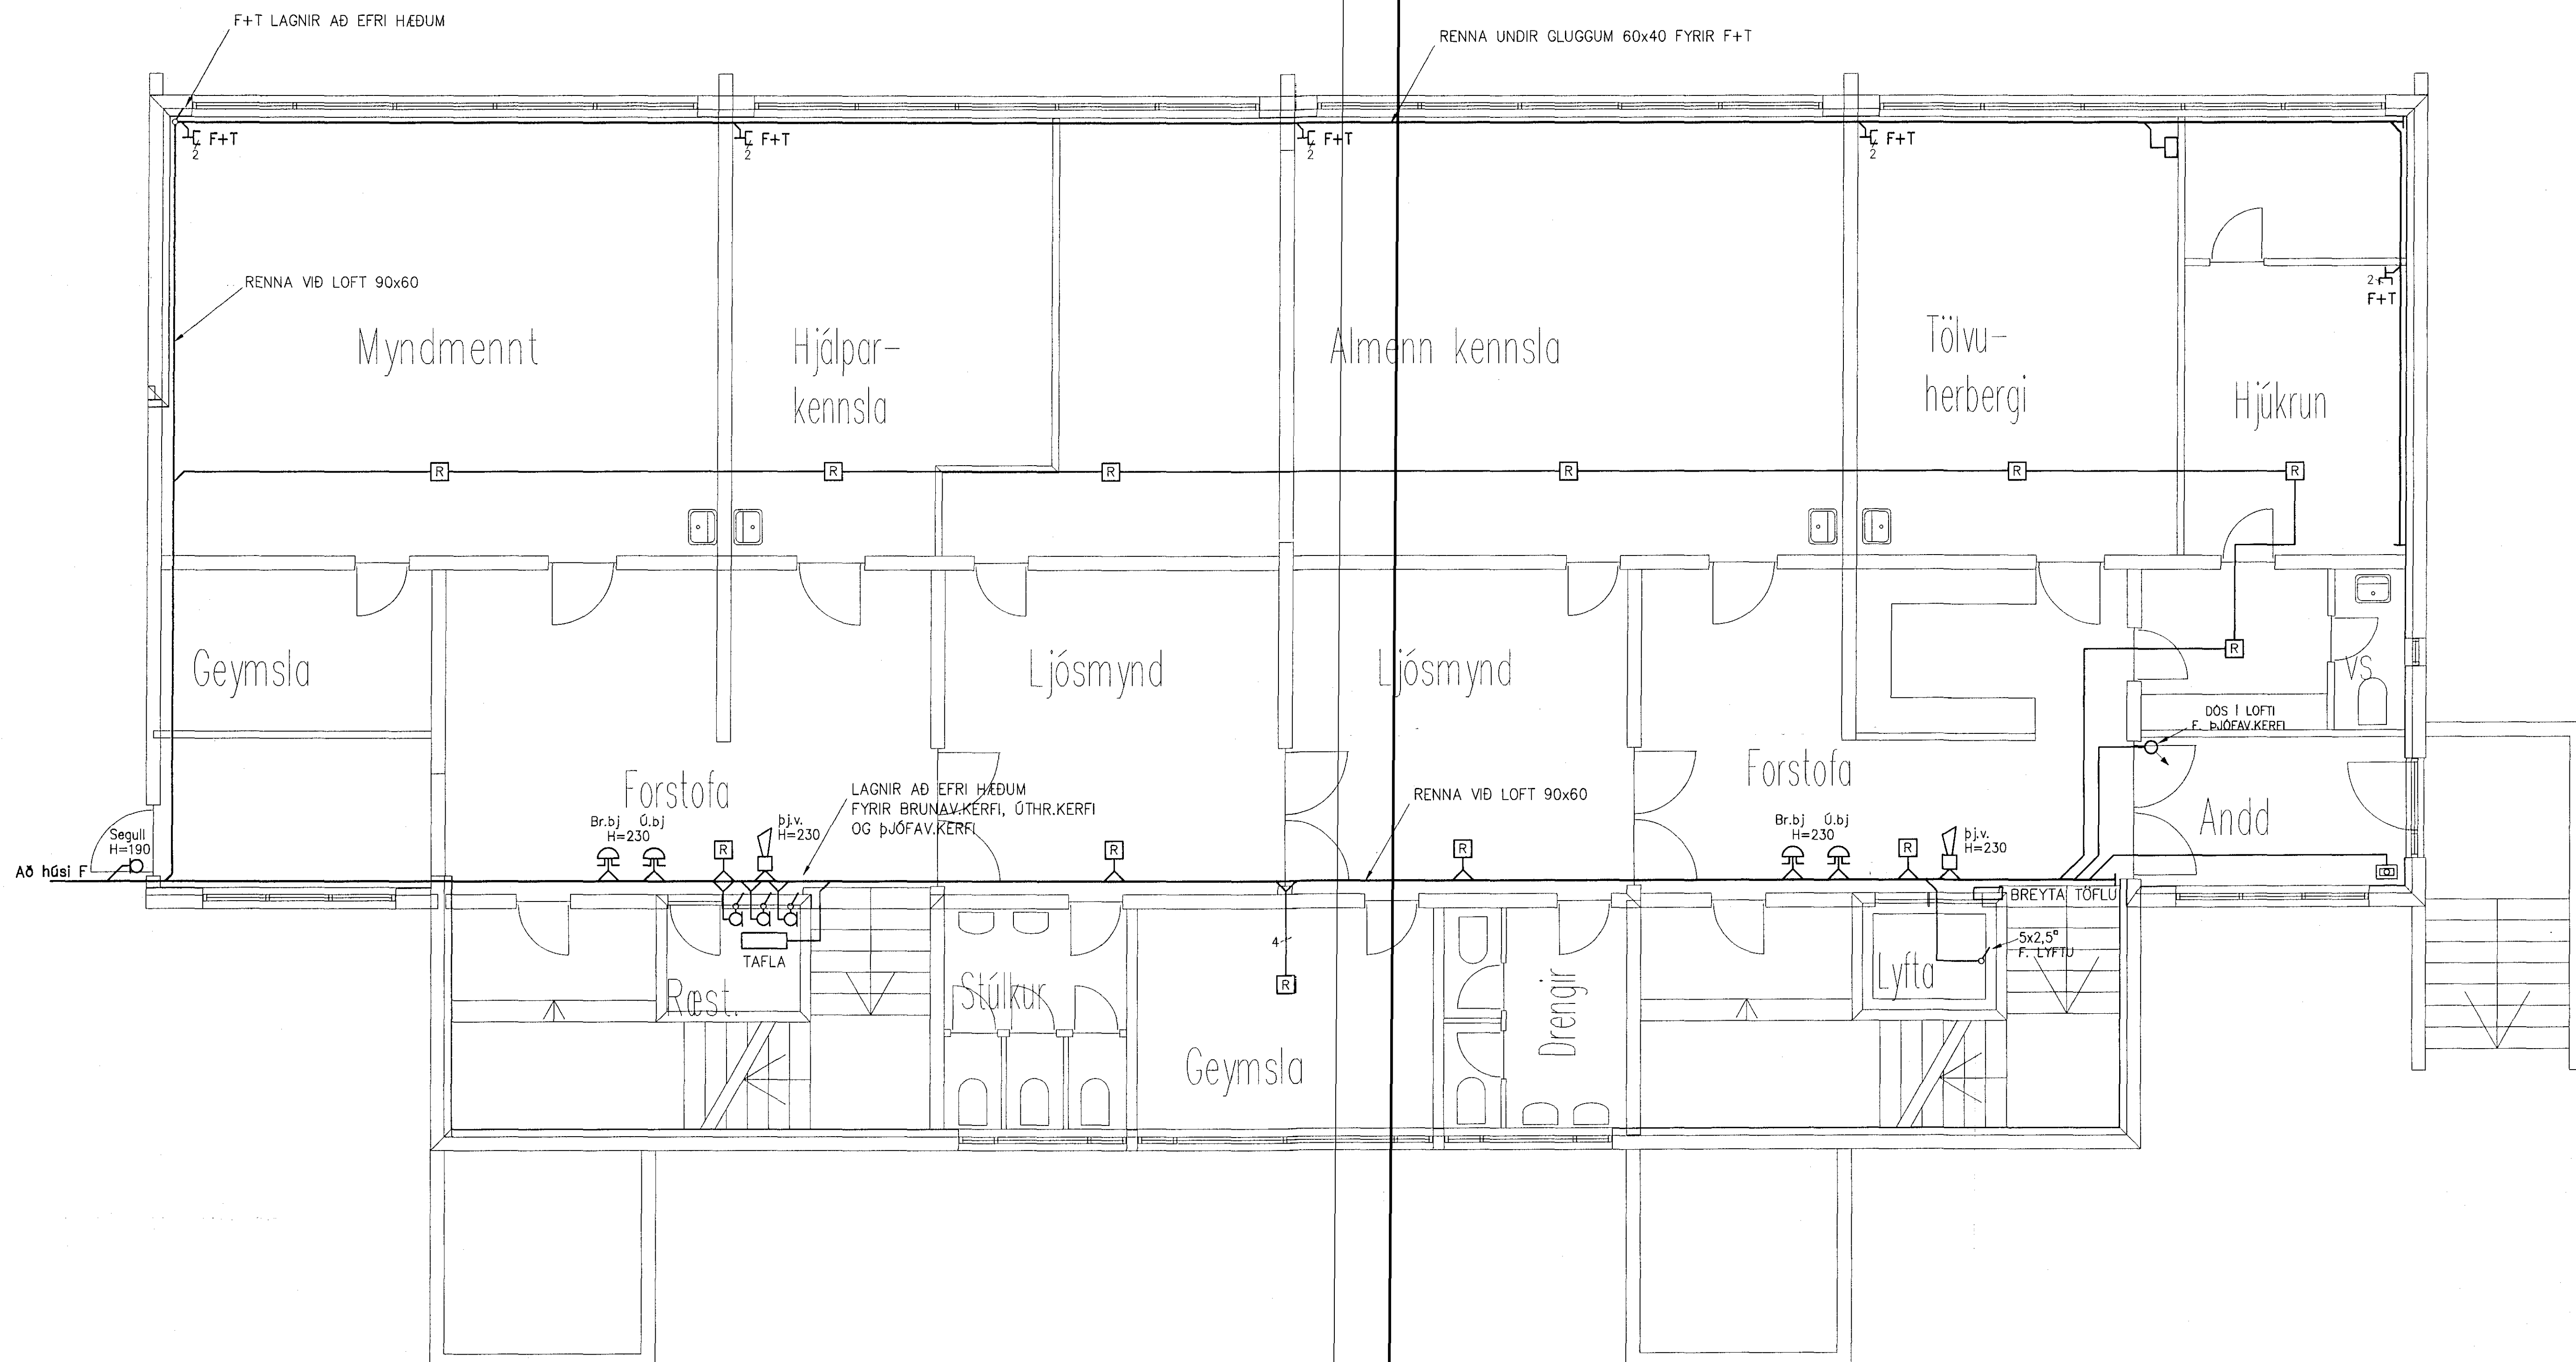 F+T LAGNIR AÐ EFRI HÆÐUM
RENNA UNDIR GLUGGUM 60x40 FYRIR F+T
2
F+T
2
F+T
2
F+T
2
F+T
RENNA VIÐ LOFT 90x60
2
F+T
Myndmennt
Hjálpar-
kennsla
Almenn kennsla
Tölvu-
herbergi
Hjúkrun
R
R
R
R
R
R
Geymsla
Ljósmynd
Ljósmynd
R
VS
DÓS Í LOFTI
F. ÞJÓFAV.KERFI
Forstofa
LAGNIR AÐ EFRI HÆÐUM
FYRIR BRUNAV.KERFI, ÚTHR.KERFI
OG ÞJÓFAV.KERFI
RENNA VIÐ LOFT 90x60
Forstofa
Andd
Segull
H=190
Br.bj Ú.bj
H=230
R
Þj.v.
H=230
R
R
Br.bj Ú.bj
H=230
R
Þj.v.
H=230
Að húsi F
BREYTA TÖFLU
TAFLA
4
R
5x2,5
F. LYFTU
Ræst.
Stúlkur
Geymsla
Drengir
Lyfta